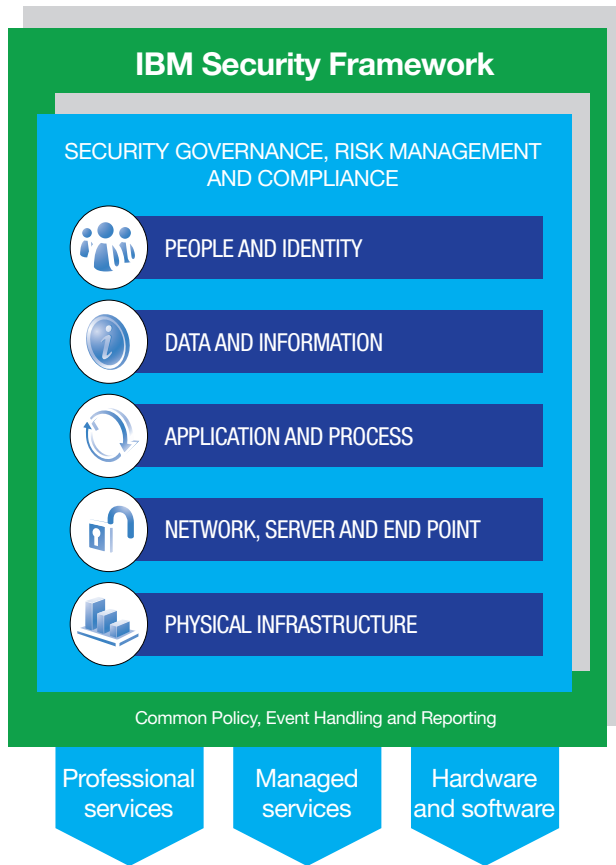 IBM Security Framework
SECURITY GOVERNANCE, RISK MANAGEMENT
AND COMPLIANCE
PEOPLE AND IDENTITY
i
DATA AND INFORMATION
APPLICATION AND PROCESS
NETWORK, SERVER AND END POINT
PHYSICAL INFRASTRUCTURE
Common Policy, Event Handling and Reporting
Professional
services
Managed
services
Hardware
and software